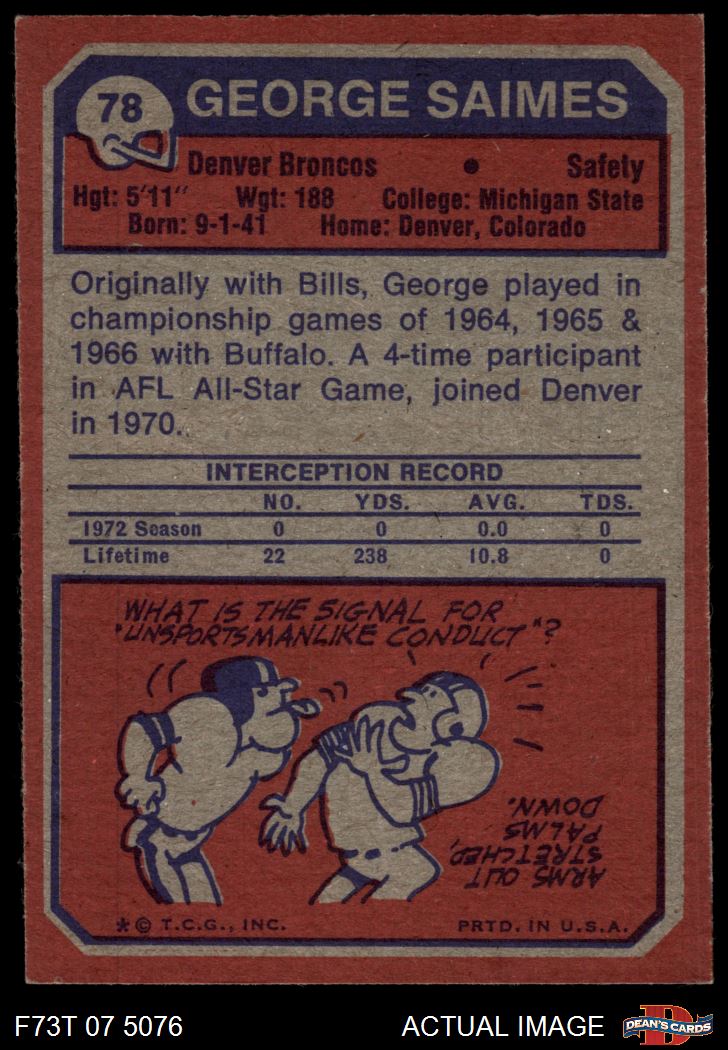 78
GEORGE SAIMES
Denver Broncos • Safety
Hgt: 5'11" Wgt: 188 College: Michigan State
Born: 9-1-41 Home: Denver, Colorado
Originally with Bills, George played in
championship games of 1964, 1965 &
1966 with Buffalo. A 4-time participant
in AFL All-Star Game, joined Denver
in 1970.
INTERCEPTION RECORD
NO. YDS. AVG. TDS.
1972 Season 0 0 0.0 0
Lifetime 22 238 10.8 0
WHAT IS THE SIGNAL FOR
"UNSPORTSMANLIKE CONDUCT"?
ARMS OUT
STRETCHED,
PALMS
DOWN.
* © T.C.G., INC. PRTD. IN U.S.A.
F73T 07 5076 ACTUAL IMAGE
D
DEAN'S CARDS